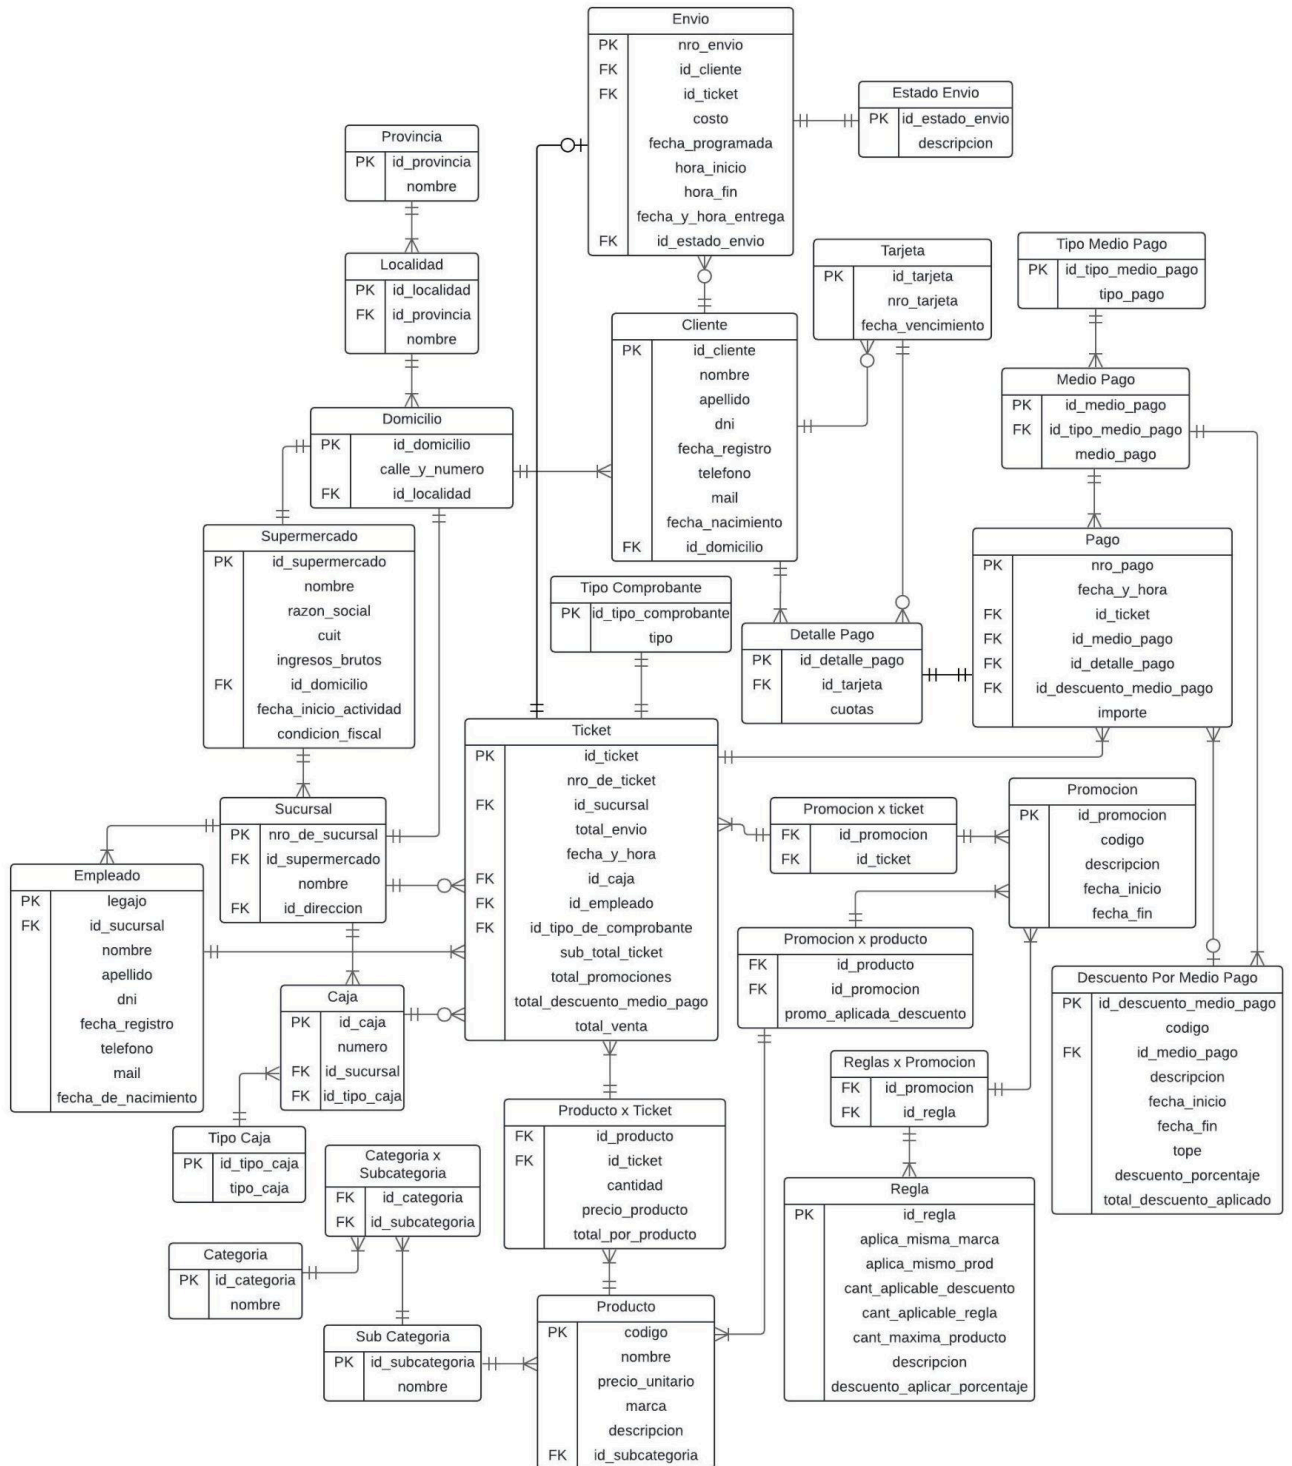 Envio
PK nro_envio
FK id_cliente
FK id_ticket
costo
fecha_programada
hora_inicio
hora_fin
fecha_y_hora_entrega
FK id_estado_envio
Estado Envio
PK id_estado_envio
descripcion
Provincia
PK id_provincia
nombre
Localidad
PK id_localidad
FK id_provincia
nombre
Tarjeta
PK id_tarjeta
nro_tarjeta
fecha_vencimiento
Tipo Medio Pago
PK id_tipo_medio_pago
tipo_pago
Cliente
PK id_cliente
nombre
apellido
dni
fecha_registro
telefono
mail
fecha_nacimiento
FK id_domicilio
Medio Pago
PK id_medio_pago
FK id_tipo_medio_pago
medio_pago
Domicilio
PK id_domicilio
calle_y_numero
FK id_localidad
Supermercado
PK id_supermercado
nombre
razon_social
cuit
ingresos_brutos
FK id_domicilio
fecha_inicio_actividad
condicion_fiscal
Pago
PK nro_pago
fecha_y_hora
FK id_ticket
FK id_medio_pago
FK id_detalle_pago
FK id_descuento_medio_pago
importe
Tipo Comprobante
PK id_tipo_comprobante
tipo
Detalle Pago
PK id_detalle_pago
FK id_tarjeta
cuotas
Ticket
PK id_ticket
nro_de_ticket
FK id_sucursal
total_envio
fecha_y_hora
FK id_caja
FK id_empleado
FK id_tipo_de_comprobante
sub_total_ticket
total_promociones
total_descuento_medio_pago
total_venta
Sucursal
PK nro_de_sucursal
FK id_supermercado
nombre
FK id_direccion
Promocion x ticket
FK id_promocion
FK id_ticket
Promocion
PK id_promocion
codigo
descripcion
fecha_inicio
fecha_fin
Empleado
PK legajo
FK id_sucursal
nombre
apellido
dni
fecha_registro
telefono
mail
fecha_de_nacimiento
Promocion x producto
FK id_producto
FK id_promocion
promo_aplicada_descuento
Descuento Por Medio Pago
PK id_descuento_medio_pago
codigo
FK id_medio_pago
descripcion
fecha_inicio
fecha_fin
tope
descuento_porcentaje
total_descuento_aplicado
Caja
PK id_caja
numero
FK id_sucursal
FK id_tipo_caja
Reglas x Promocion
FK id_promocion
FK id_regla
Producto x Ticket
FK id_producto
FK id_ticket
cantidad
precio_producto
total_por_producto
Tipo Caja
PK id_tipo_caja
tipo_caja
Categoria x
Subcategoria
FK id_categoria
FK id_subcategoria
Regla
PK id_regla
aplica_misma_marca
aplica_mismo_prod
cant_aplicable_descuento
cant_aplicable_regla
cant_maxima_producto
descripcion
descuento_aplicar_porcentaje
Categoria
PK id_categoria
nombre
Producto
PK codigo
nombre
precio_unitario
marca
descripcion
FK id_subcategoria
Sub Categoria
PK id_subcategoria
nombre